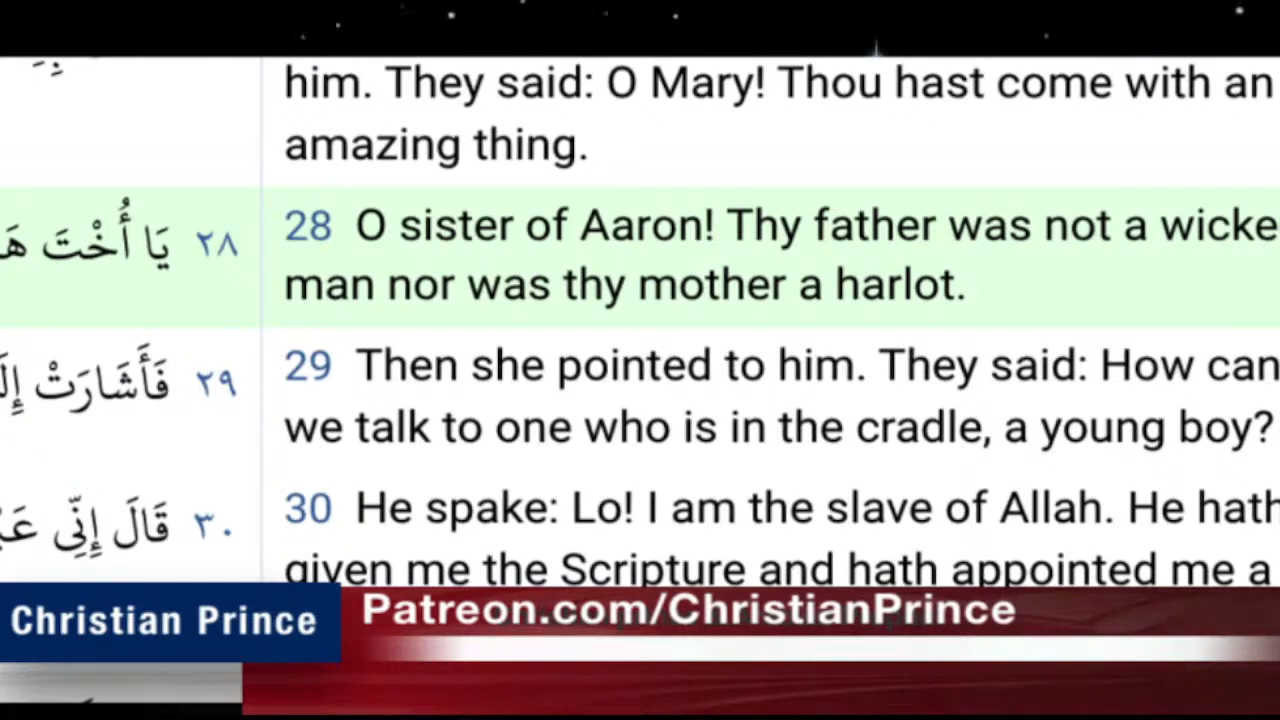 him. They said: O Mary! Thou hast come with an
amazing thing.
يَا أُخْتَ ٢٨
28 O sister of Aaron! Thy father was not a wicke
man nor was thy mother a harlot.
فَأَشَارَتْ ٢٩
29 Then she pointed to him. They said: How can
we talk to one who is in the cradle, a young boy?
قَالَ إِنِّي ٣٠
30 He spake: Lo! I am the slave of Allah. He hath
given me the Scripture and hath appointed me a
Christian Prince
Patreon.com/ChristianPrince